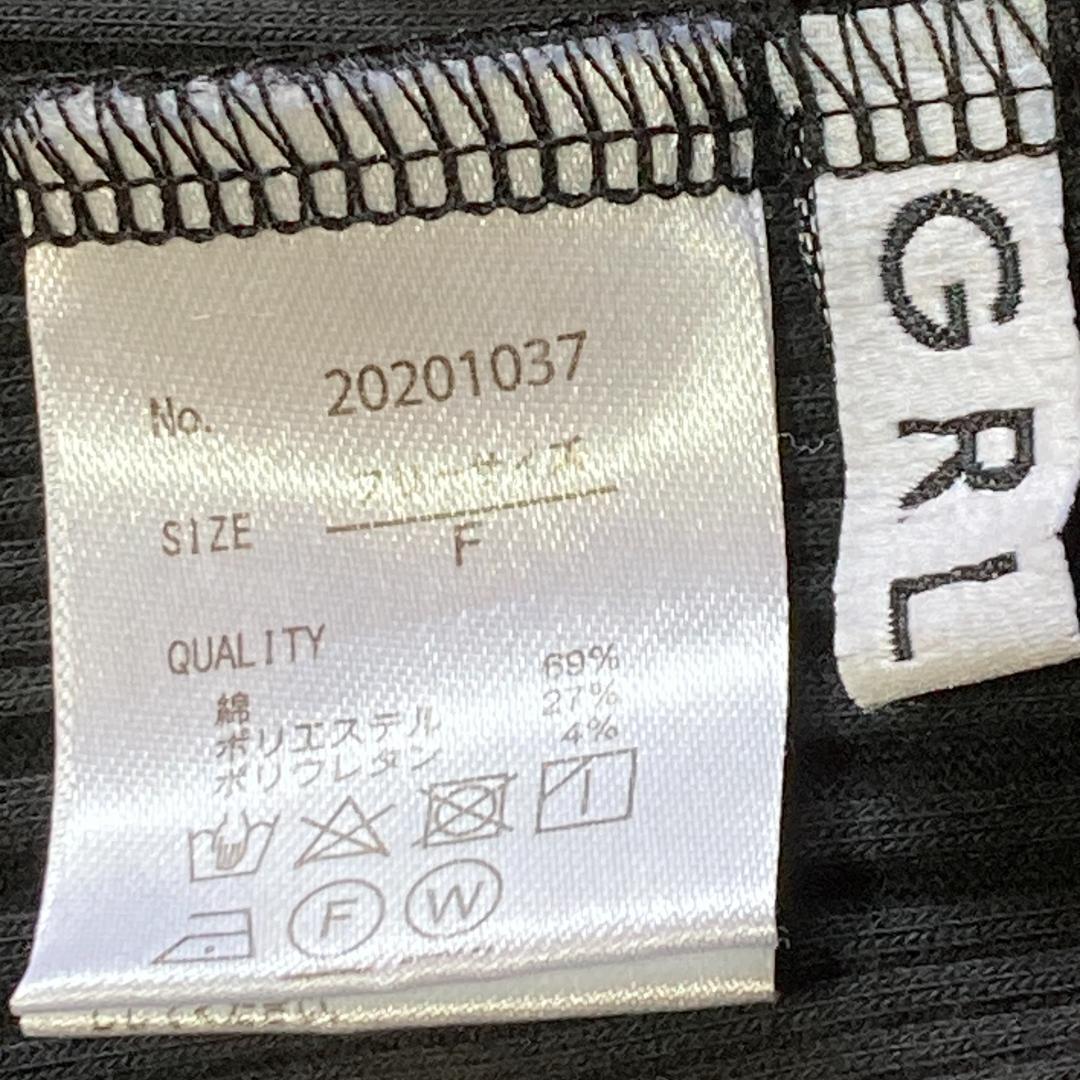 No. 20201037
フリーサイズ
SIZE
F
QUALITY
綿 69%
ポリエステル 27%
ポリウレタン 4%
F
W
GRL